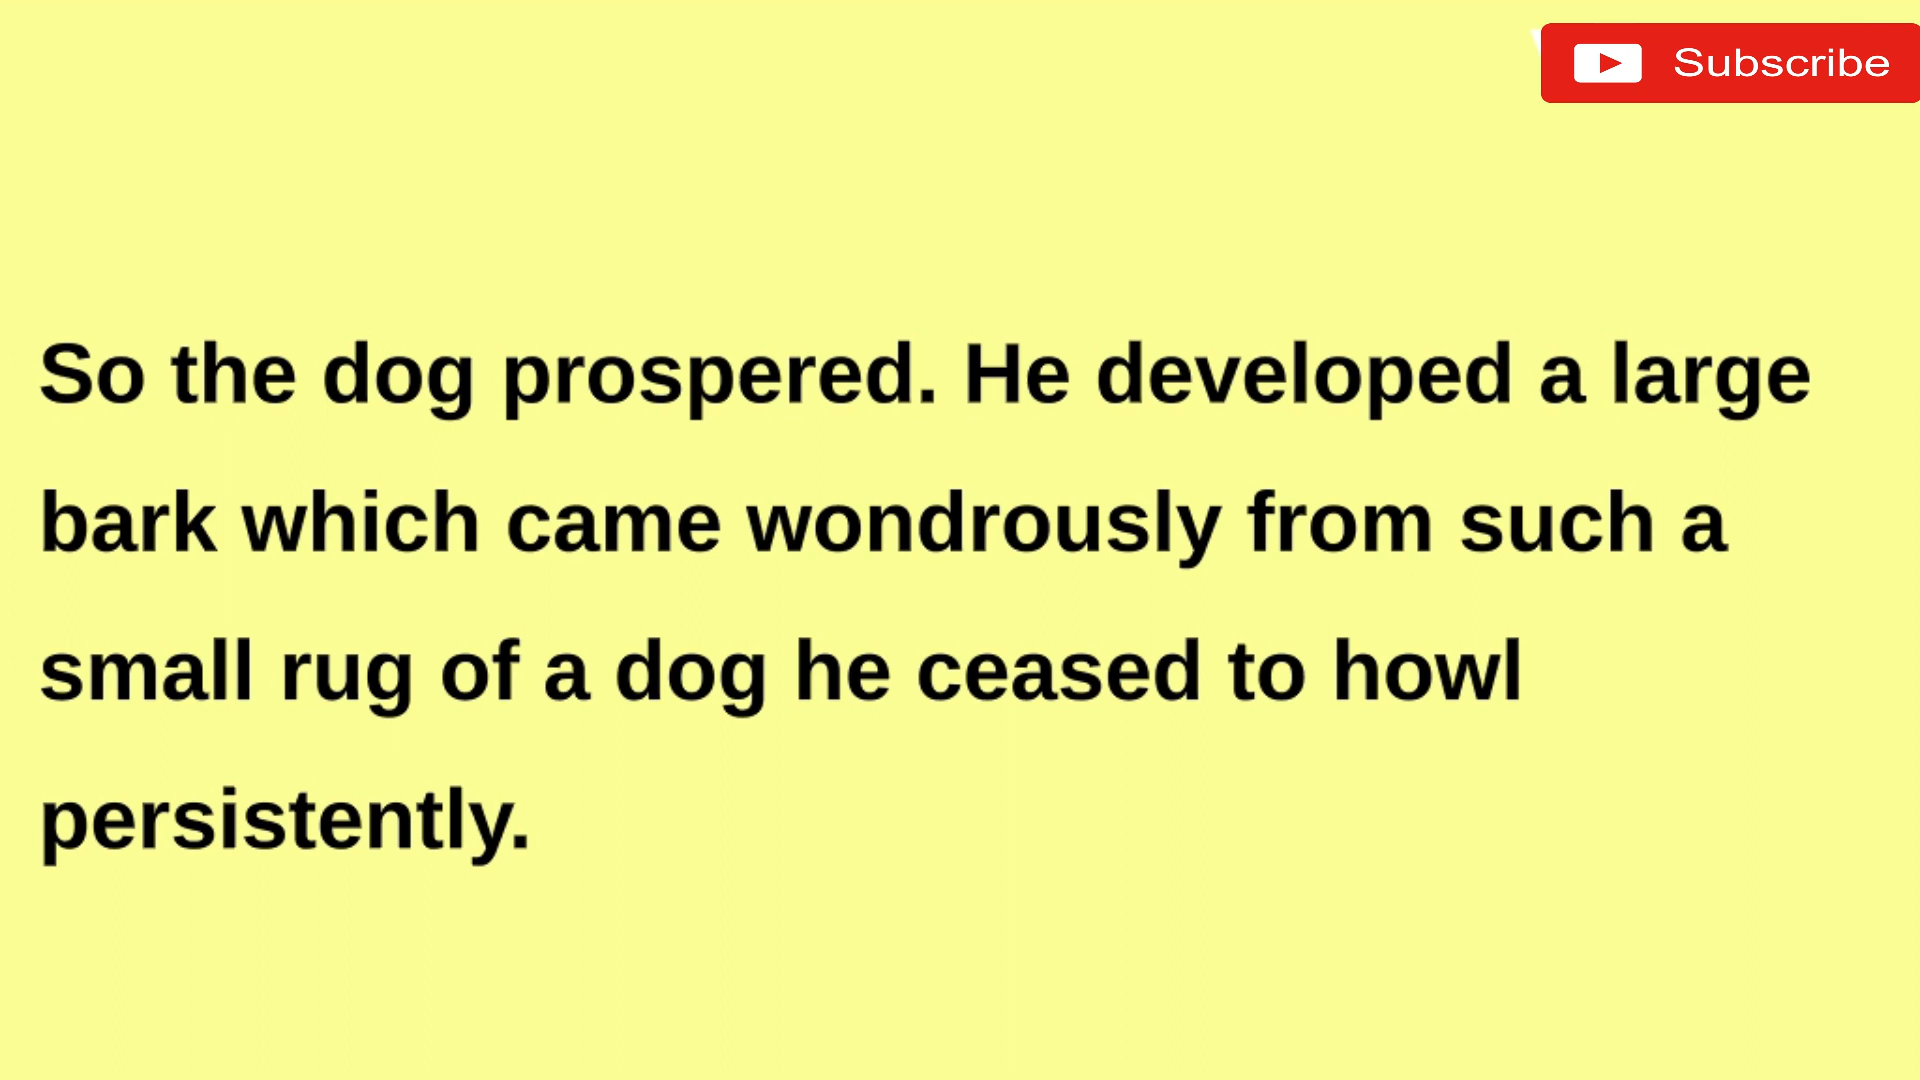 Subscribe
So the dog prospered. He developed a large
bark which came wondrously from such a
small rug of a dog he ceased to howl
persistently.